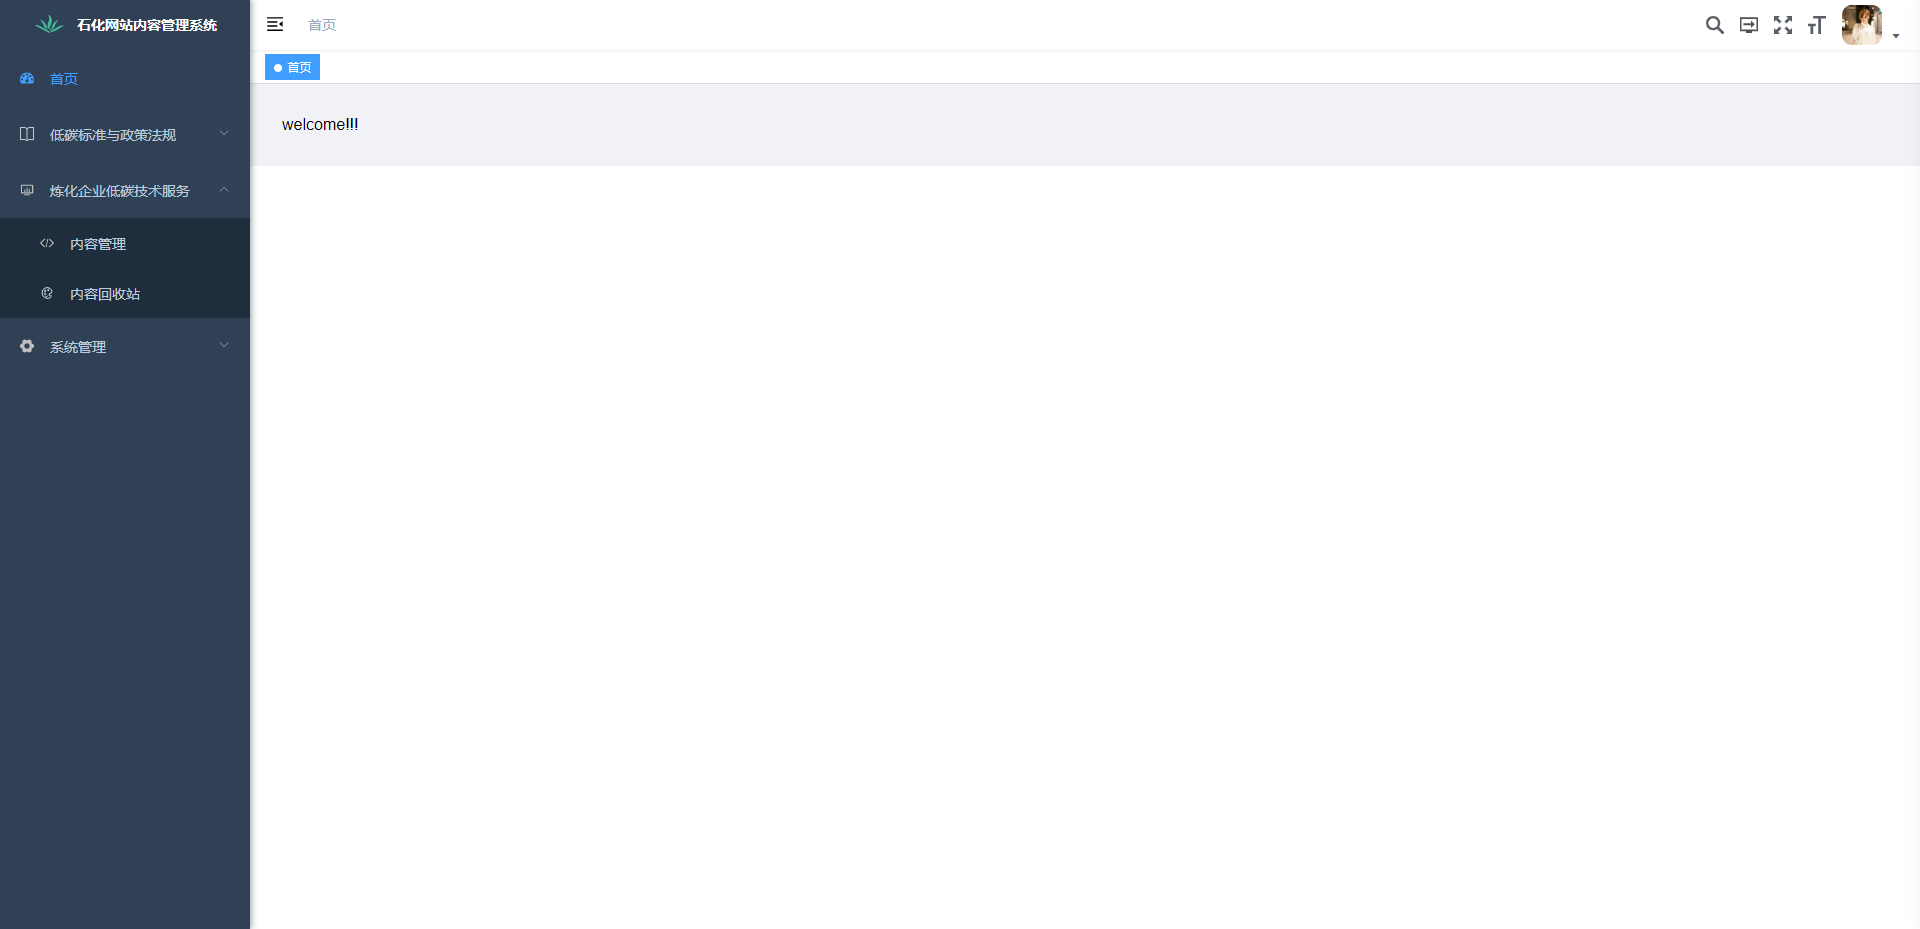 石化网站内容管理系统
首页
低碳标准与政策法规
炼化企业低碳技术服务
内容管理
内容回收站
系统管理
首页
首页
welcome!!!